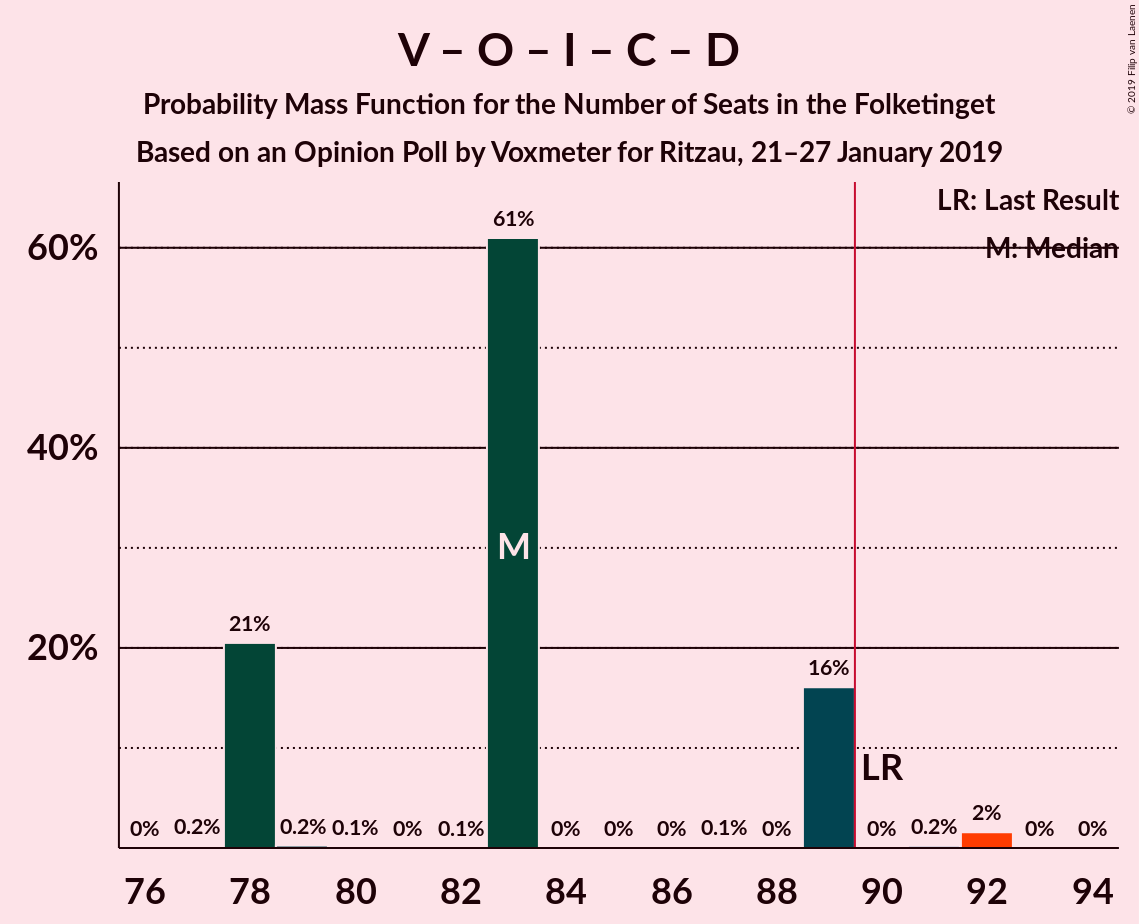 V – O – I – C – D
Probability Mass Function for the Number of Seats in the Folketinget
Based on an Opinion Poll by Voxmeter for Ritzau, 21–27 January 2019
© 2019 Filip van Laenen
LR: Last Result
M: Median
60%
40%
20%
0%
0.2%
21%
0.2%
0.1%
0%
0.1%
61%
M
0%
0%
0%
0.1%
0%
16%
LR
0%
0.2%
2%
0%
0%
76 78 80 82 84 86 88 90 92 94